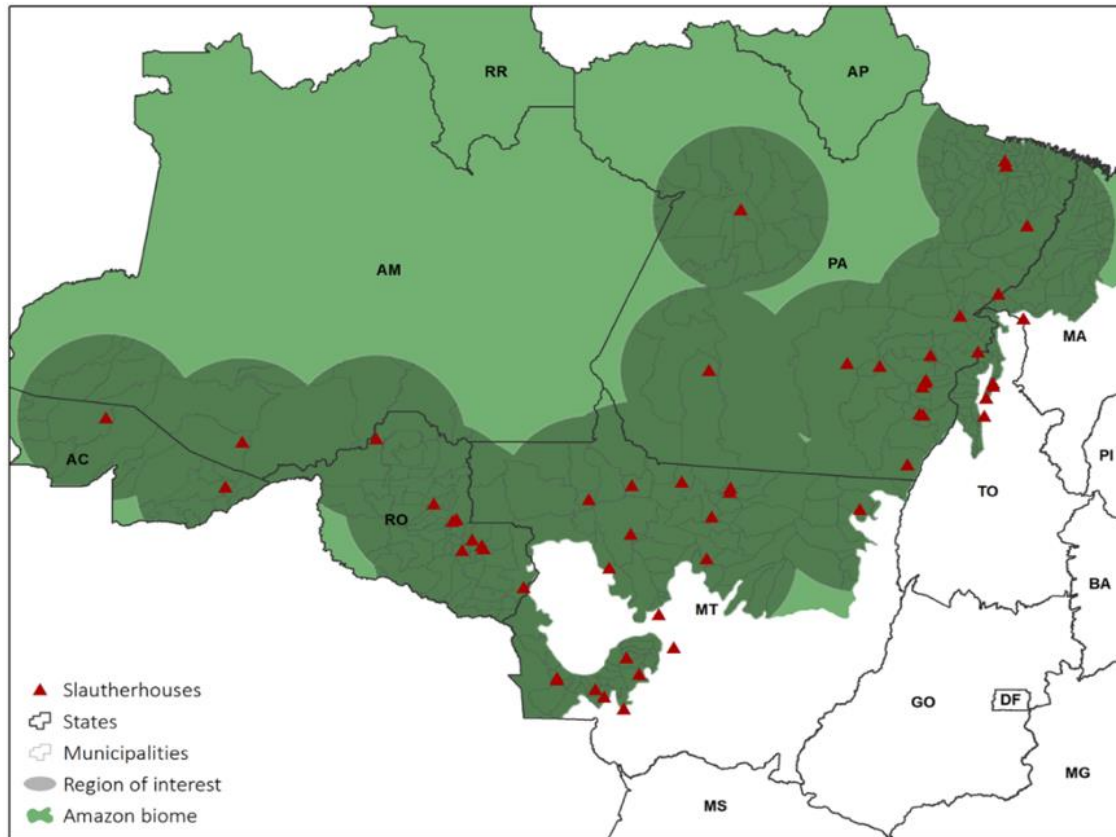 RR
AP
AM
PA
MA
AC
PI
TO
RO
BA
MT
GO
DF
MG
MS
Slautherhouses
States
Municipalities
Region of interest
Amazon biome